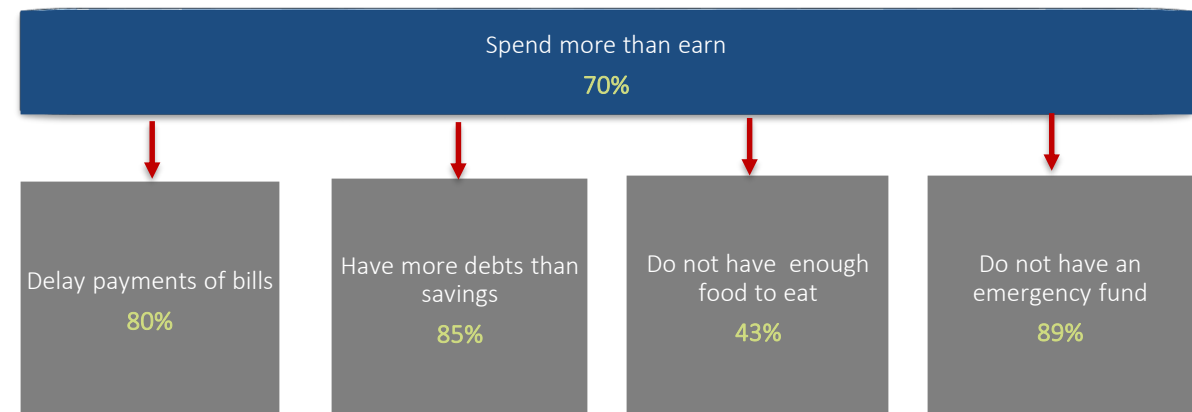 Spend more than earn
70%
Delay payments of bills
80%
Have more debts than
savings
85%
Do not have  enough
food to eat
43%
Do not have an
emergency fund
89%